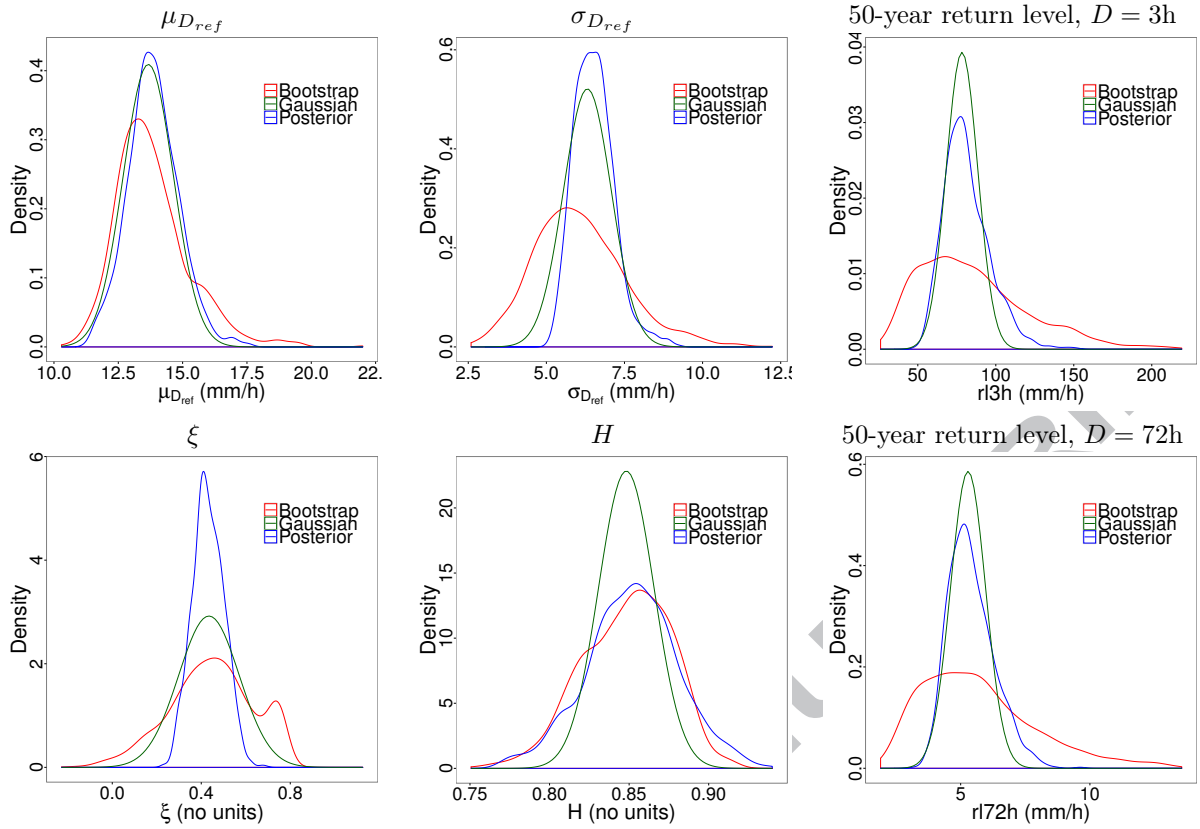 μ_{D_{ref}}
0.0 0.1 0.2 0.3 0.4
Density
Bootstrap
Gaussian
Posterior
10.0 12.5 15.0 17.5 20.0 22.
μ_{D_{ref}} (mm/h)
σ_{D_{ref}}
0.0 0.2 0.4 0.6
Density
Bootstrap
Gaussian
Posterior
2.5 5.0 7.5 10.0 12.5
σ_{D_{ref}} (mm/h)
50-year return level, D = 3h
0.00 0.01 0.02 0.03 0.04
Density
Bootstrap
Gaussian
Posterior
50 100 150 200
rl3h (mm/h)
ξ
0 2 4 6
Density
Bootstrap
Gaussian
Posterior
0.0 0.4 0.8
ξ (no units)
H
0 5 10 15 20
Density
Bootstrap
Gaussian
Posterior
0.75 0.80 0.85 0.90
H (no units)
50-year return level, D = 72h
0.0 0.2 0.4 0.6
Density
Bootstrap
Gaussian
Posterior
5 10
rl72h (mm/h)